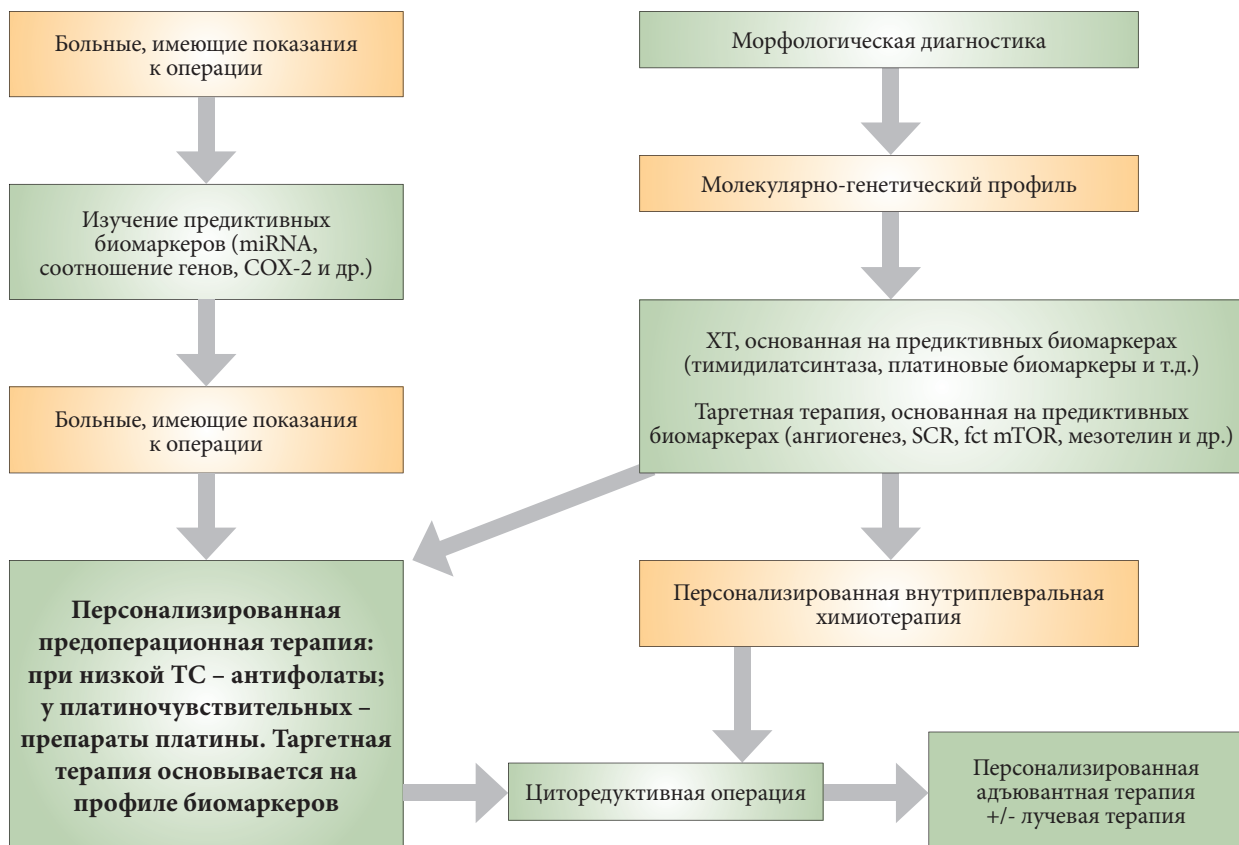 Больные, имеющие показания
к операции
Изучение предиктивных
биомаркеров (miRNA,
соотношение генов, COX-2 и др.)
Больные, имеющие показания
к операции
Персонализированная
предоперационная терапия:
при низкой ТС – антифолаты;
у платиночувствительных –
препараты платины. Таргетная
терапия основывается на
профиле биомаркеров
Морфологическая диагностика
Молекулярно-генетический профиль
ХТ, основанная на предиктивных биомаркерах
(тимидилатсинтаза, платиновые биомаркеры и т.д.)
Таргетная терапия, основанная на предиктивных
биомаркерах (ангиогенез, SCR, fct mTOR, мезотелин и др.)
Персонализированная внутриплевральная
химиотерапия
Циторедуктивная операция
Персонализированная
адъювантная терапия
+/- лучевая терапия